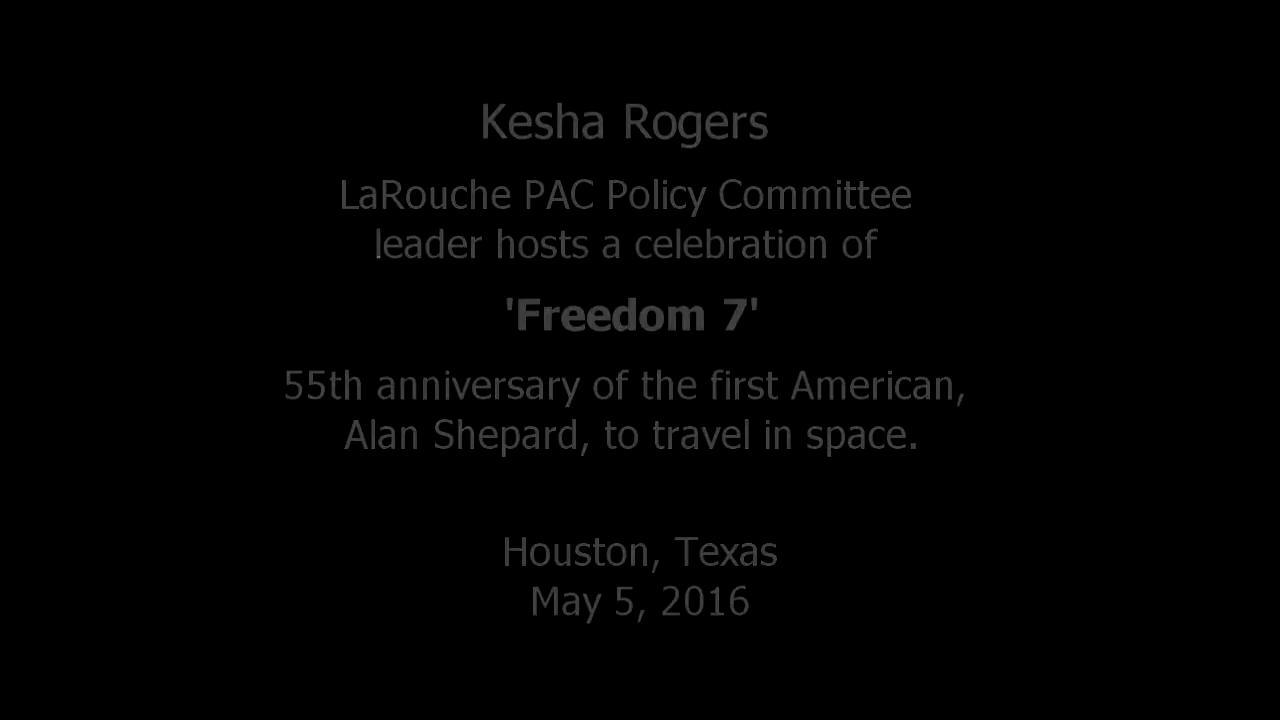 Kesha Rogers
LaRouche PAC Policy Committee
leader hosts a celebration of
'Freedom 7'
55th anniversary of the first American,
Alan Shepard, to travel in space.
Houston, Texas
May 5, 2016